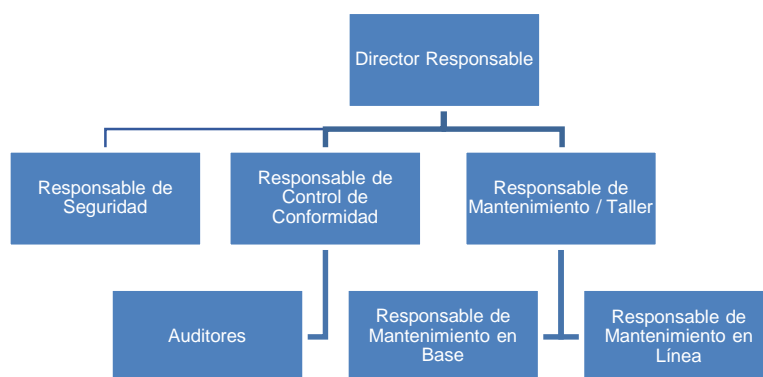 Director Responsable
Responsable de
Seguridad
Responsable de
Control de
Conformidad
Responsable de
Mantenimiento / Taller
Auditores
Responsable de
Mantenimiento en
Base
Responsable de
Mantenimiento en
Línea